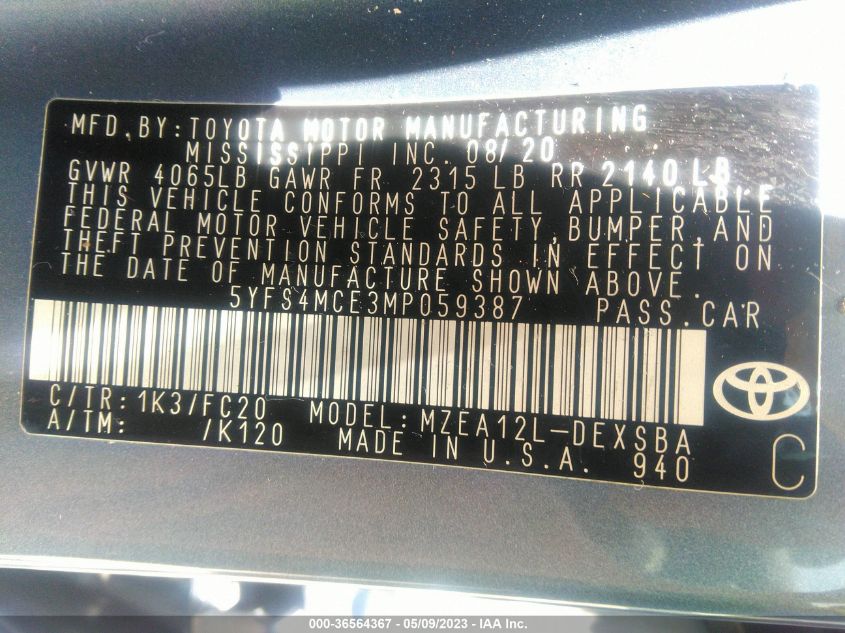 MFD.BY: TOYOTA MOTOR MANUFACTURING
MISSISSIPPI INC. 08/20
GVWR 4065LB GAWR FR 2315 LB RR 2140 LB
THIS VEHICLE CONFORMS TO ALL APPLICABLE
FEDERAL MOTOR VEHICLE SAFETY, BUMPER, AND
THEFT PREVENTION STANDARDS IN EFFECT ON
THE DATE OF MANUFACTURE SHOWN ABOVE.
5YFS4MCE3MP059387 PASS.CAR
C/TR: 1K3/FC20 MODEL: MZEA12L-DEXSBA
A/TM: /K120 MADE IN U.S.A. 940
C
000-36564367 - 05/09/2023 - IAA Inc.